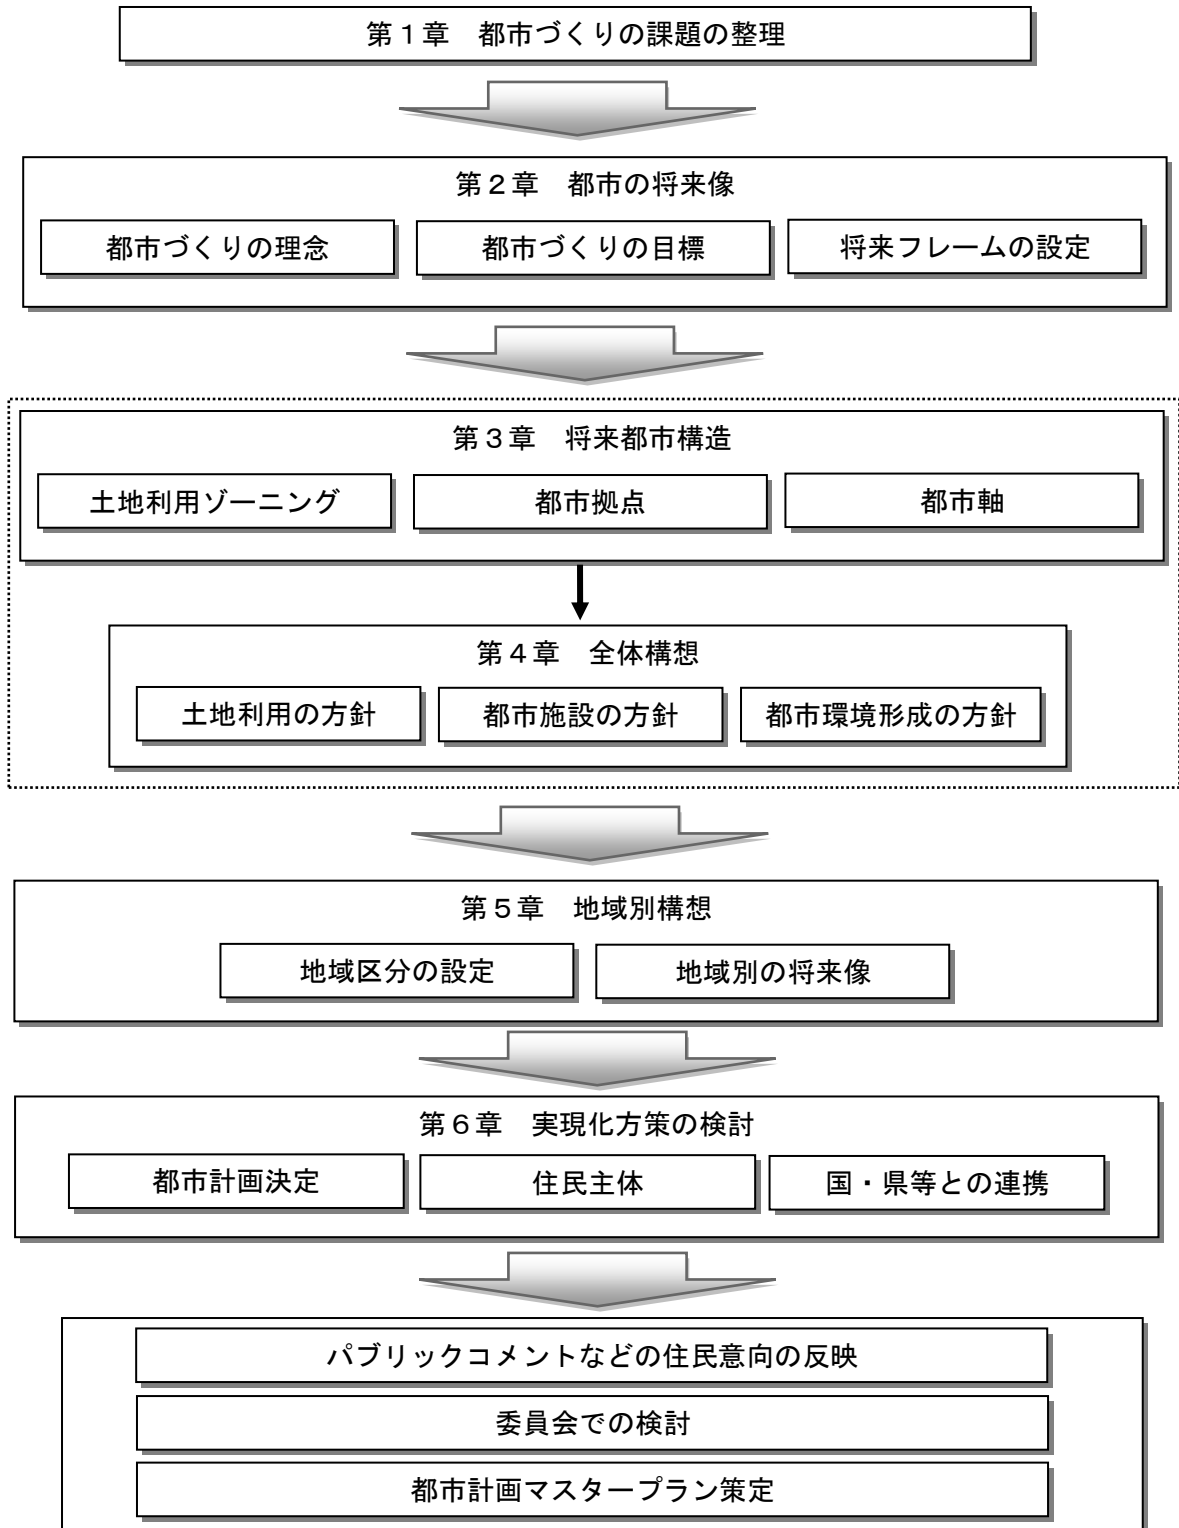 第１章　都市づくりの課題の整理
第２章　都市の将来像
都市づくりの理念
都市づくりの目標
将来フレームの設定
第３章　将来都市構造
土地利用ゾーニング
都市拠点
都市軸
第４章　全体構想
土地利用の方針
都市施設の方針
都市環境形成の方針
第５章　地域別構想
地域区分の設定
地域別の将来像
第６章　実現化方策の検討
都市計画決定
住民主体
国・県等との連携
パブリックコメントなどの住民意向の反映
委員会での検討
都市計画マスタープラン策定